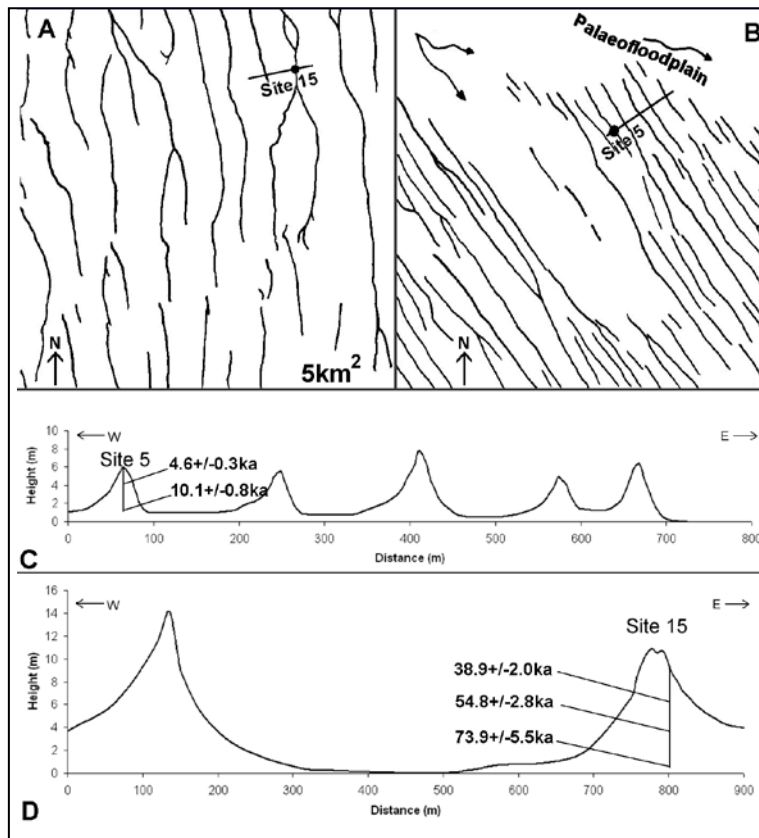 A
Site 15
N
5km²
B
Palaeofloodplain
Site 5
N
Height (m)
10
8
6
4
2
0
W
E
Site 5
4.6+/-0.3ka
10.1+/-0.8ka
0 100 200 300 400 500 600 700 800
Distance (m)
C
Height (m)
16
14
12
10
8
6
4
2
0
W
E
Site 15
38.9+/-2.0ka
54.8+/-2.8ka
73.9+/-5.5ka
0 100 200 300 400 500 600 700 800 900
Distance (m)
D